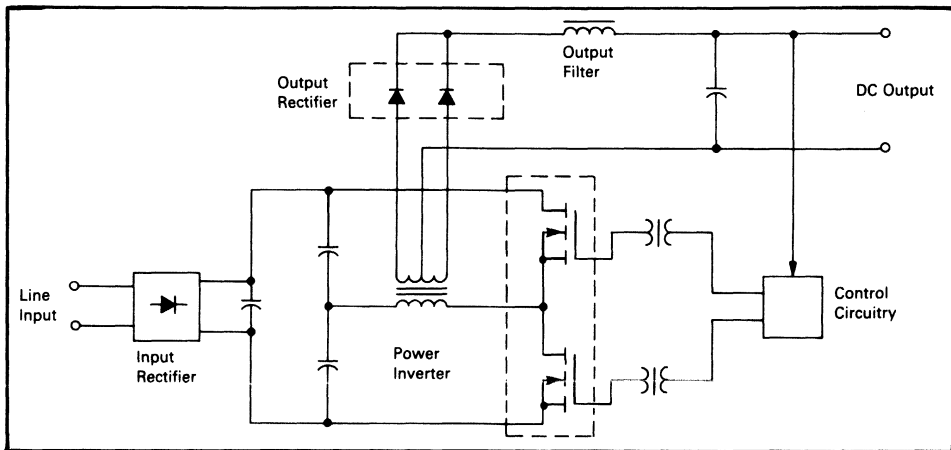 Output
Filter
Output
Rectifier
DC Output
Line
Input
Input
Rectifier
Power
Inverter
Control
Circuitry